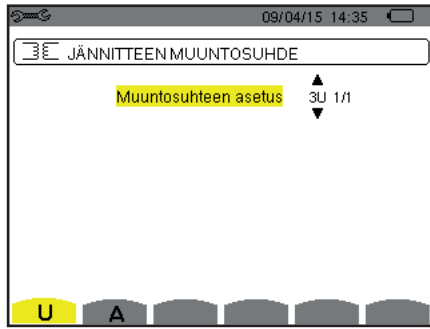 09/04/15 14:35
JÄNNITTEEN MUUNTOSUHDE
Muuntosuhteen asetus 3U 1/1
U A